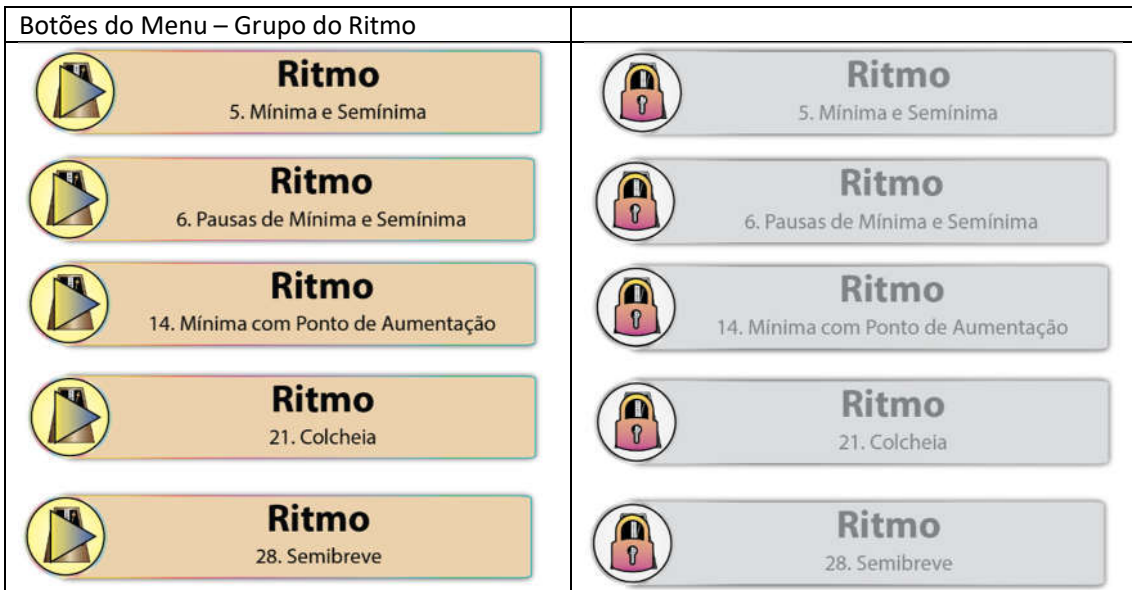 Botões do Menu – Grupo do Ritmo
Ritmo
5. Mínima e Semínima
Ritmo
5. Mínima e Semínima
Ritmo
6. Pausas de Mínima e Semínima
Ritmo
6. Pausas de Mínima e Semínima
Ritmo
14. Mínima com Ponto de Aumentação
Ritmo
14. Mínima com Ponto de Aumentação
Ritmo
21. Colcheia
Ritmo
21. Colcheia
Ritmo
28. Semibreve
Ritmo
28. Semibreve